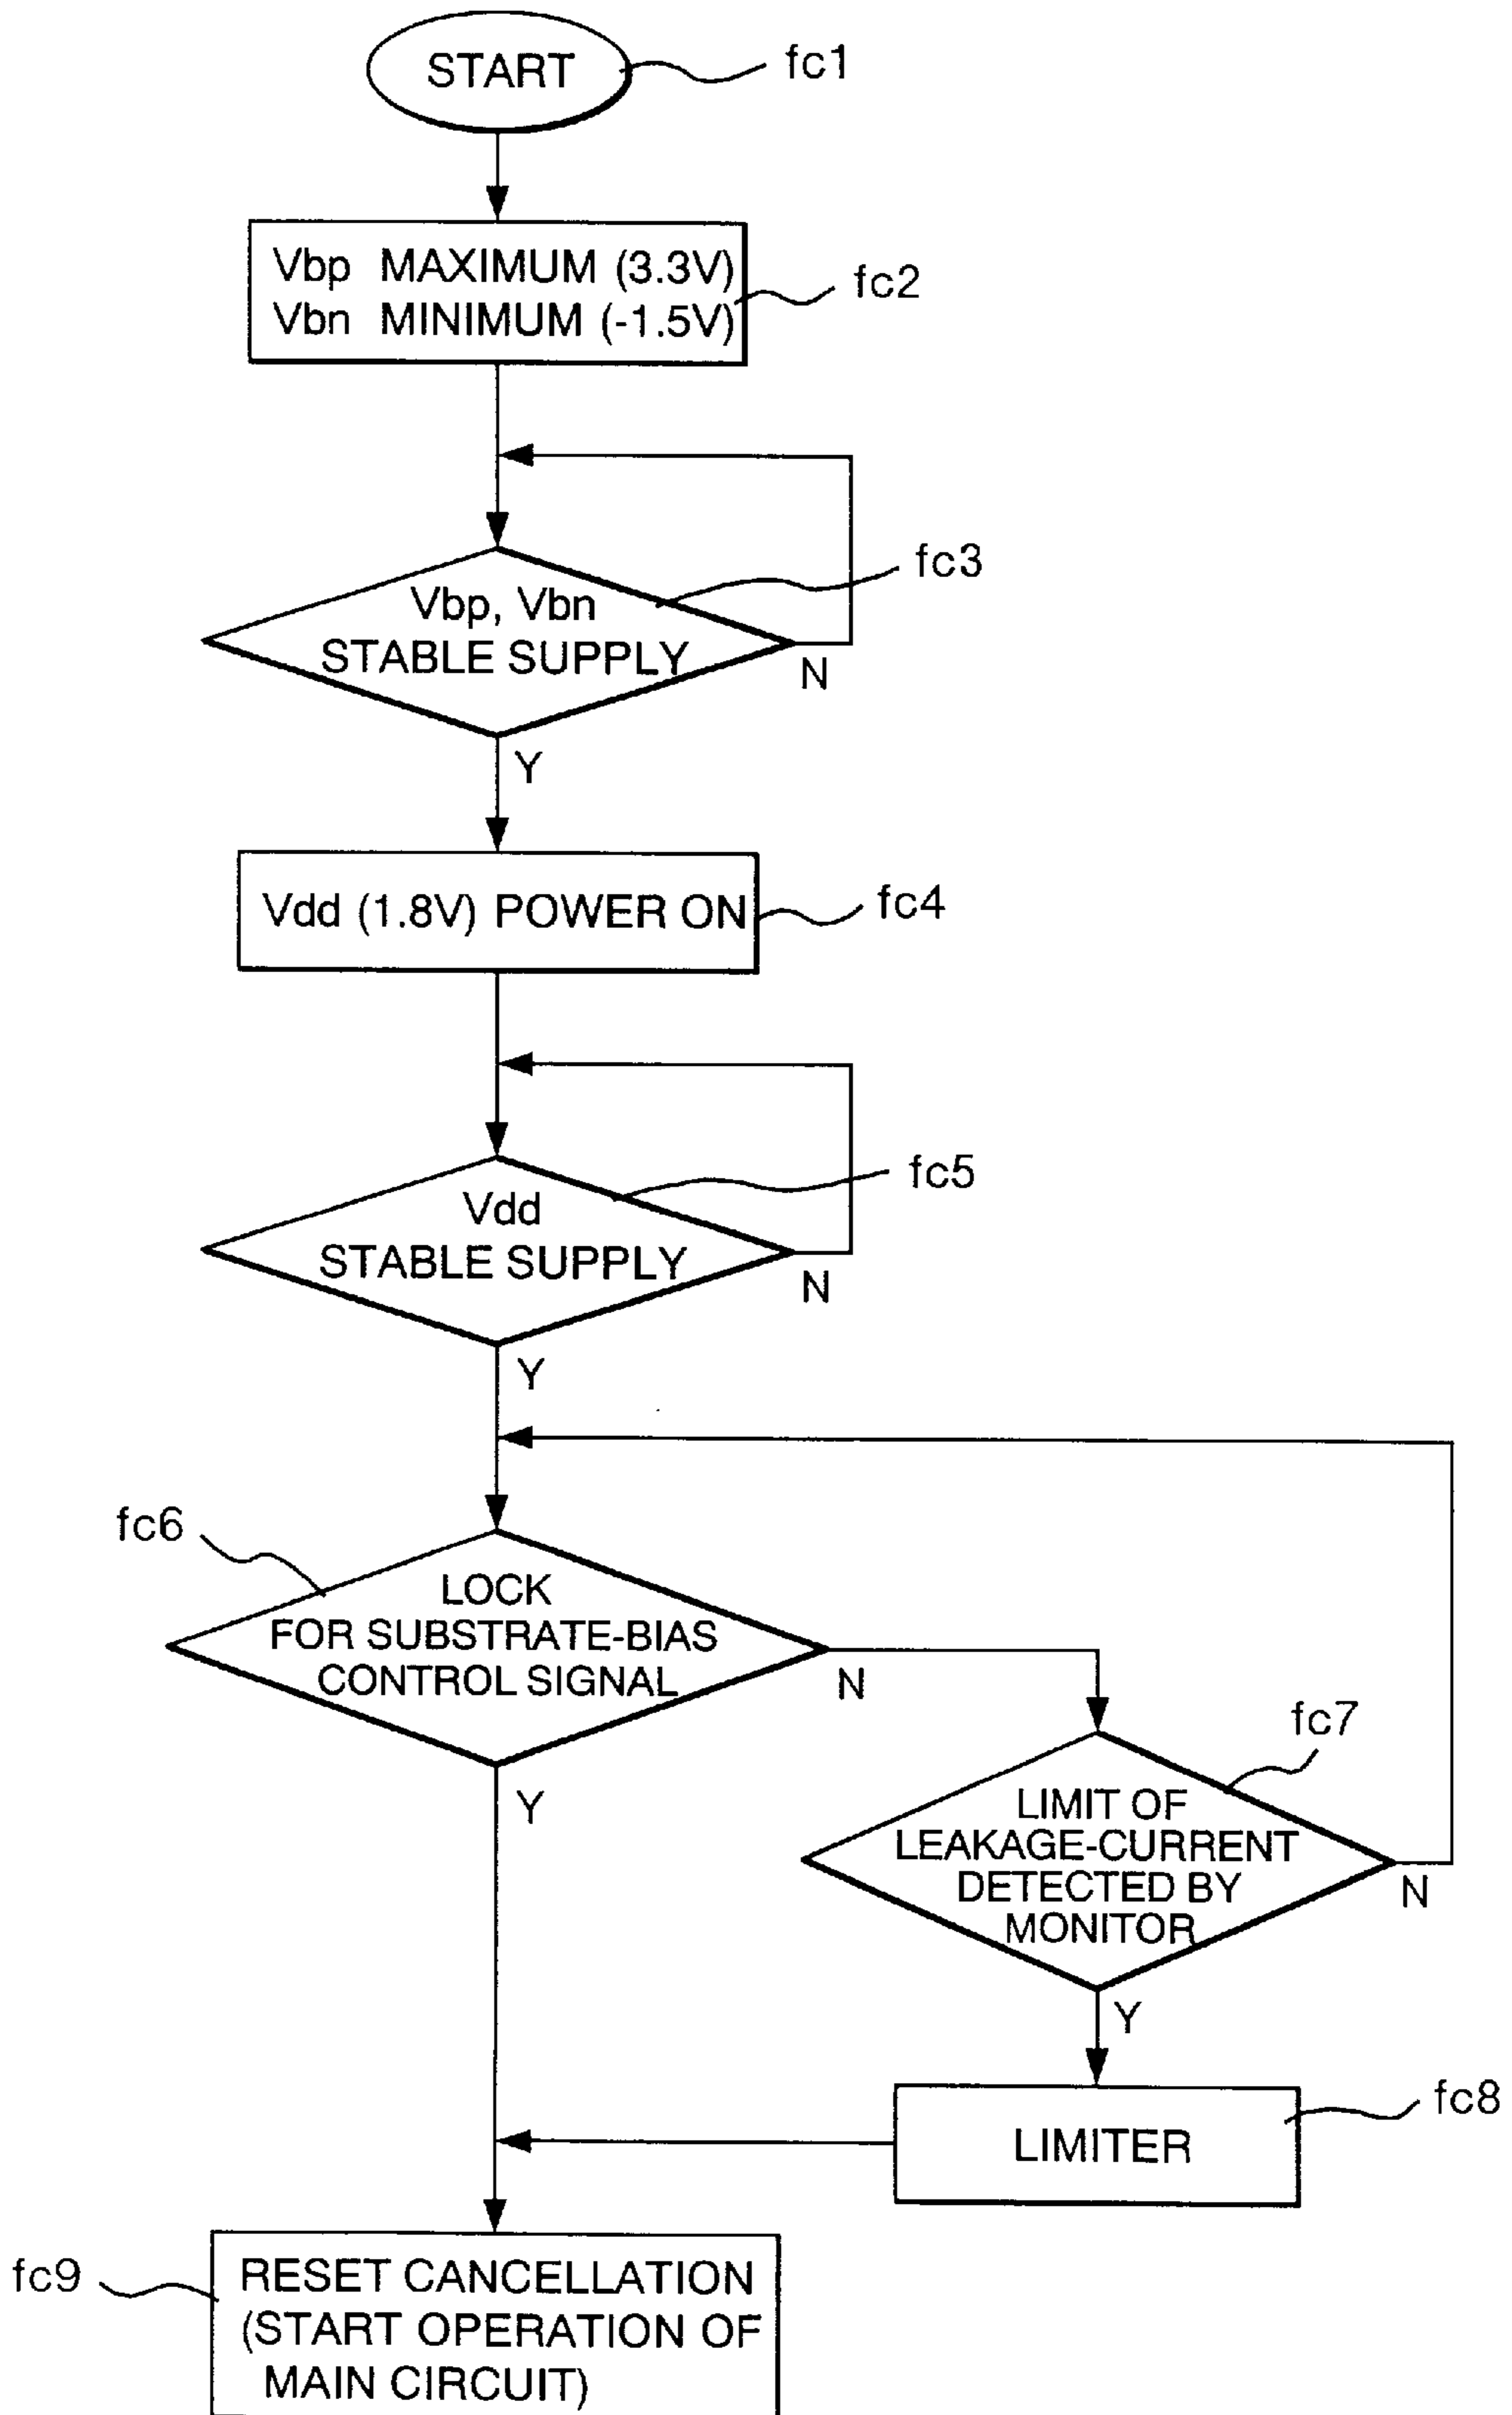 START
fc1
Vbp MAXIMUM (3.3V)
Vbn MINIMUM (-1.5V)
fc2
fc3
Vbp, Vbn
STABLE SUPPLY
N
Y
Vdd (1.8V) POWER ON
fc4
fc5
Vdd
STABLE SUPPLY
N
Y
fc6
LOCK
FOR SUBSTRATE-BIAS
CONTROL SIGNAL
N
Y
fc7
LIMIT OF
LEAKAGE-CURRENT
DETECTED BY
MONITOR
N
Y
LIMITER
fc8
fc9
RESET CANCELLATION
(START OPERATION OF
MAIN CIRCUIT)